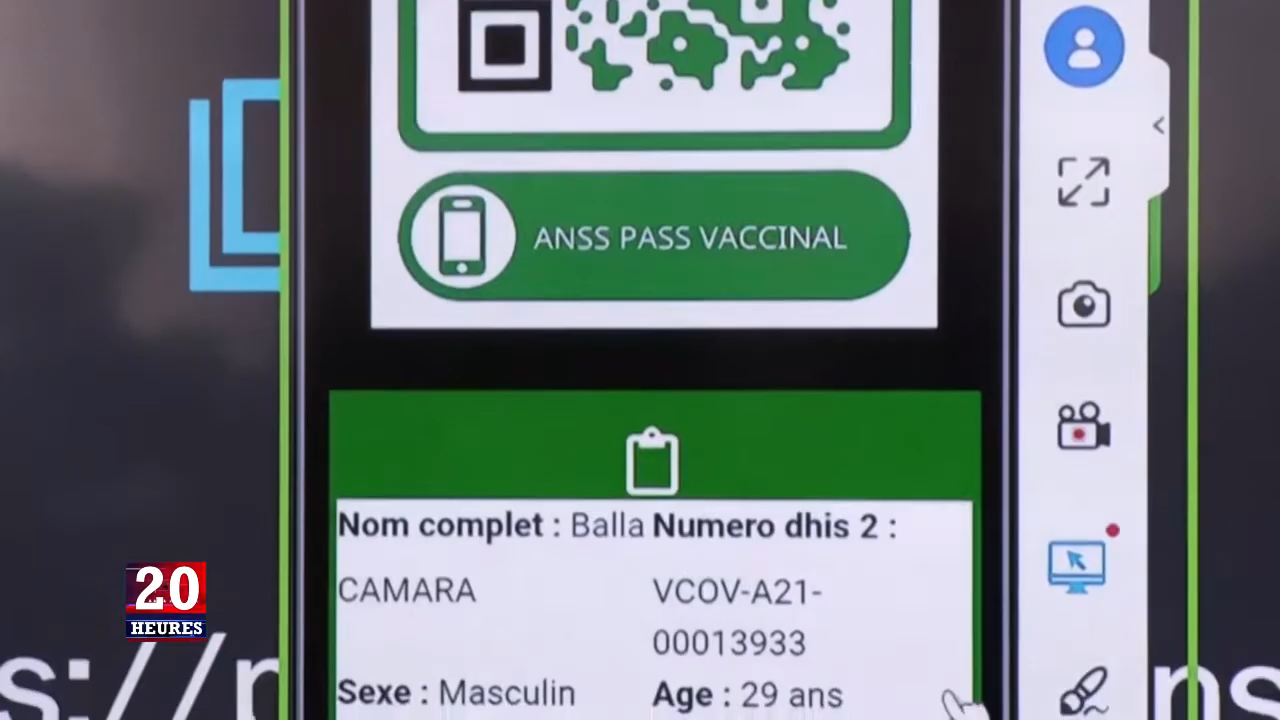 ANSS PASS VACCINAL
Nom complet : Balla Numero dhis 2 :
CAMARA VCOV-A21-
00013933
Sexe : Masculin Age : 29 ans
20
HEURES
s://p
ns